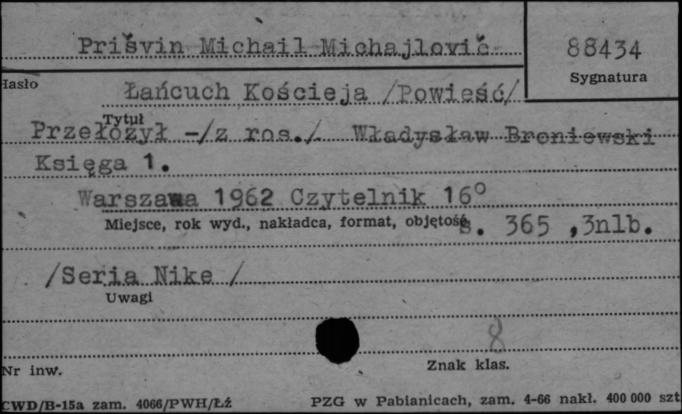 Prišvin Michail Michajlovič
88434
Sygnatura
Hasło
Łańcuch Kościeja /Powieść/
Tytuł
Przełożył -/z ros./ Władysław Broniewski
Księga 1.
Warszawa 1962 Czytelnik 16°
Miejsce, rok wyd., nakładca, format, objętość
s. 365 ,3nlb.
/Seria Nike /
Uwagi
8
Nr inw.
Znak klas.
CWD/B-15a zam. 4066/PWH/Łź
PZG w Pabianicach, zam. 4-66 nakł. 400 000 szt